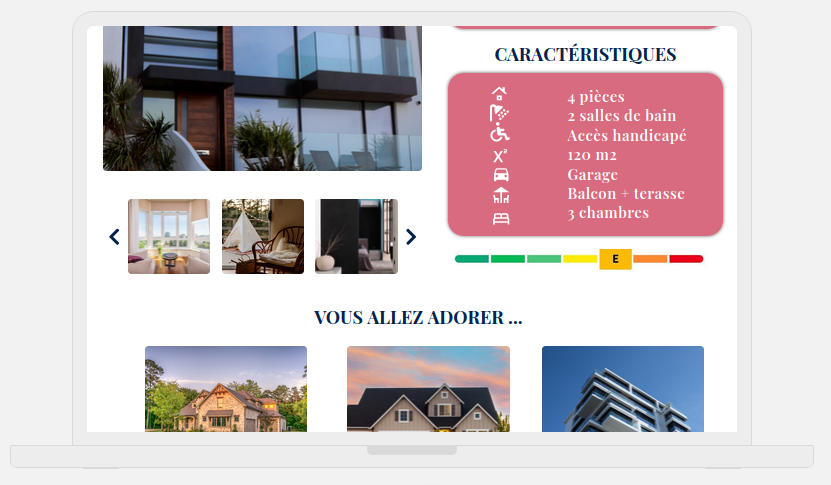 CARACTÉRISTIQUES
4 pièces
2 salles de bain
Accès handicapé
X²
120 m2
Garage
Balcon + terasse
3 chambres
E
VOUS ALLEZ ADORER ...